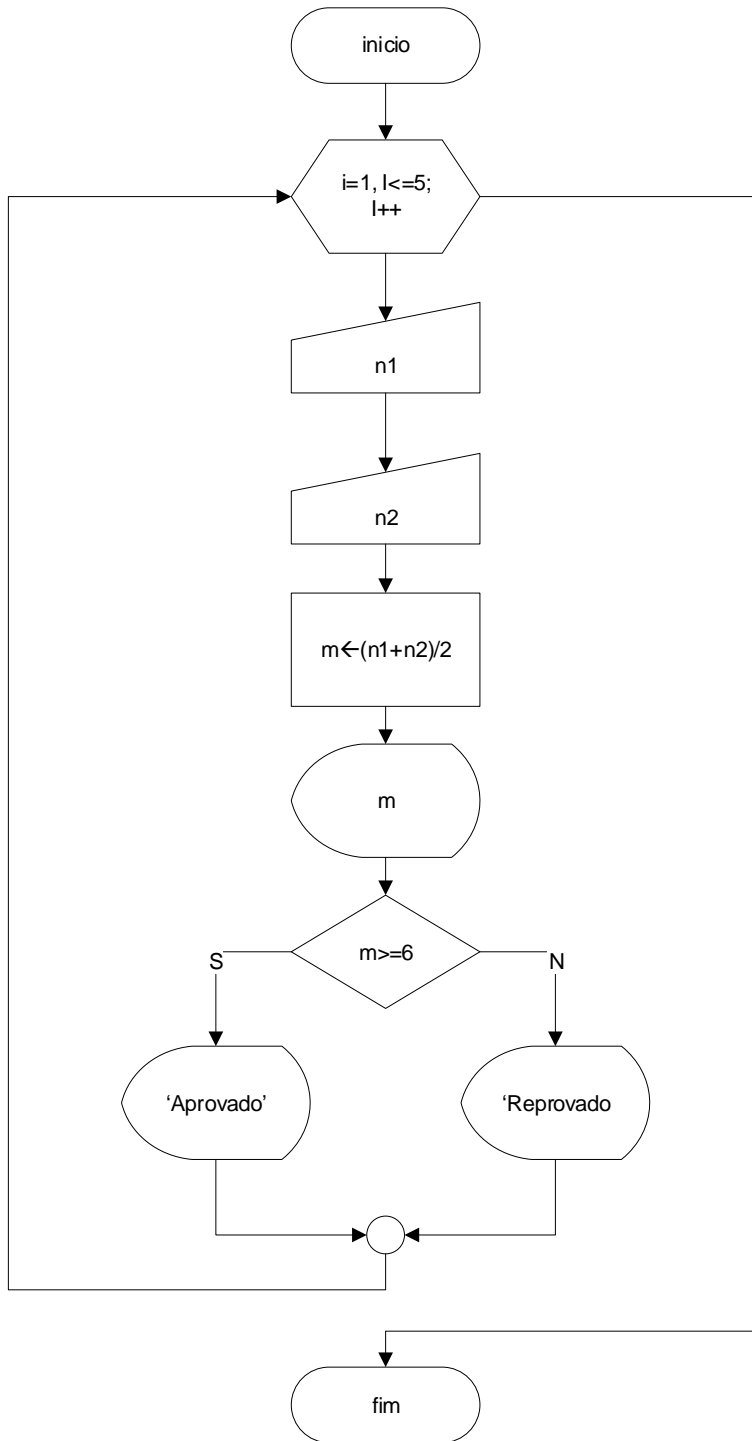 inicio
i=1, I<=5;
I++
n1
n2
m←(n1+n2)/2
m
m>=6
S
N
‘Aprovado’
‘Reprovado
fim